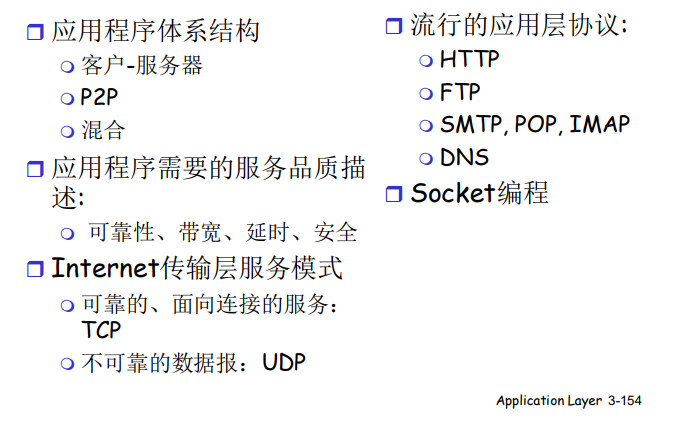 应用程序体系结构
客户-服务器
P2P
混合
应用程序需要的服务品质描
述:
可靠性、带宽、延时、安全
Internet传输层服务模式
可靠的、面向连接的服务：
TCP
不可靠的数据报：UDP
流行的应用层协议:
HTTP
FTP
SMTP, POP, IMAP
DNS
Socket编程
Application Layer 3-154